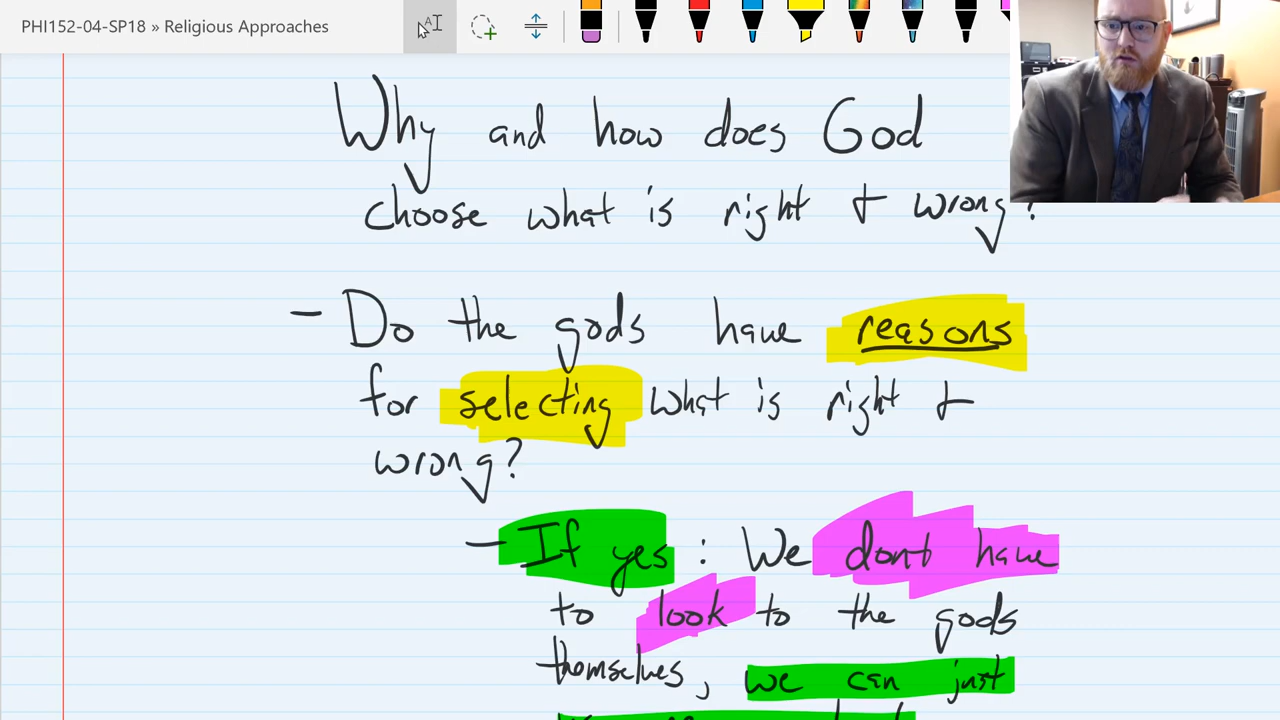 PHI152-04-SP18 › Religious Approaches
Why and how does God
choose what is right & wrong?
- Do the gods have reasons
for selecting what is right &
wrong?
- If yes : We dont have
to look to the gods
themselves, we can just